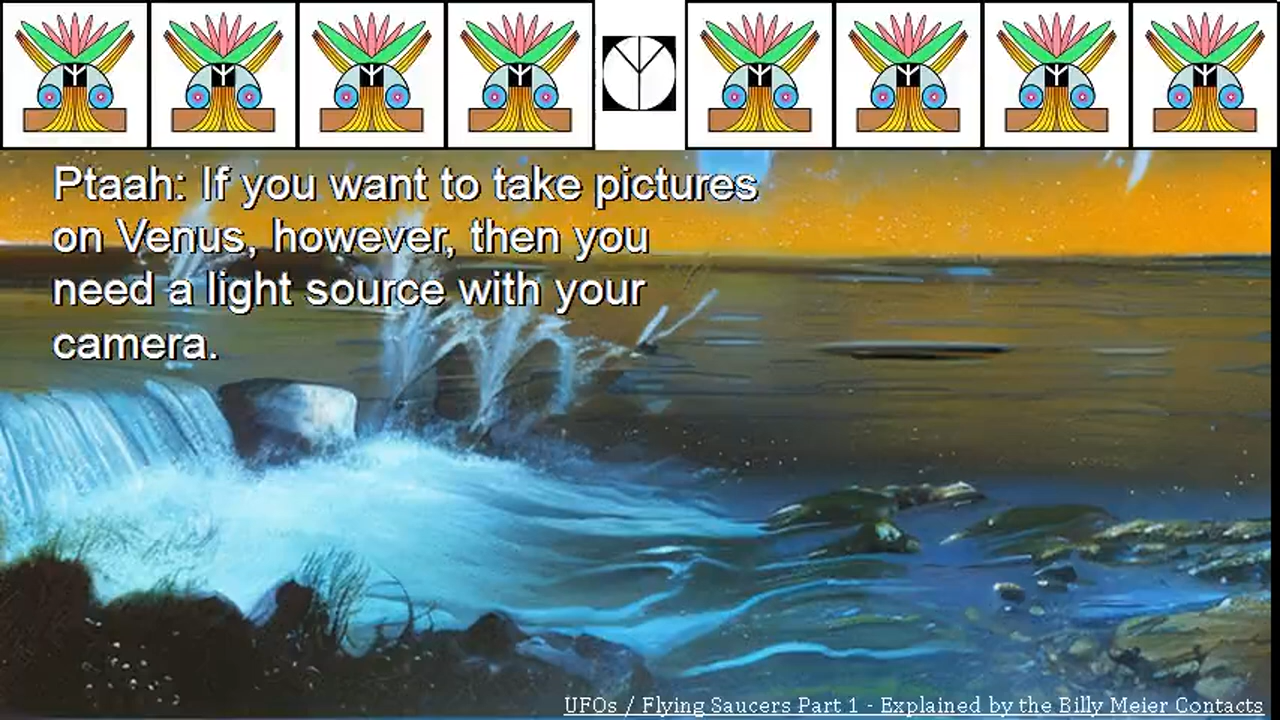 Ptaah: If you want to take pictures
on Venus, however, then you
need a light source with your
camera.
UFOs / Flying Saucers Part 1 - Explained by the Billy Meier Contacts